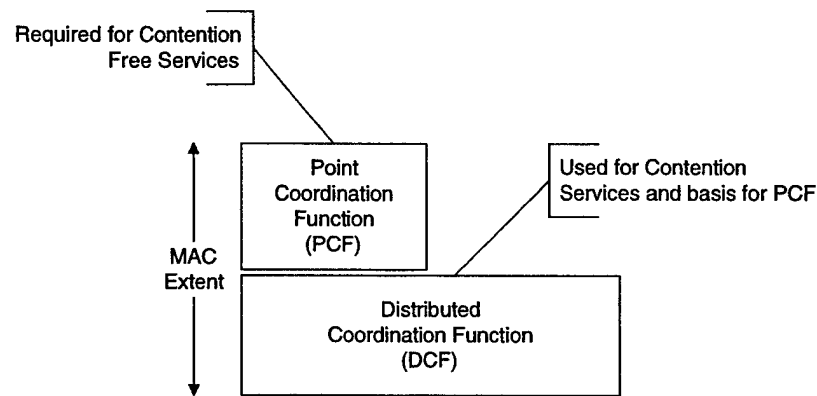 Required for Contention
Free Services
Point
Coordination
Function
(PCF)
Used for Contention
Services and basis for PCF
MAC
Extent
Distributed
Coordination Function
(DCF)